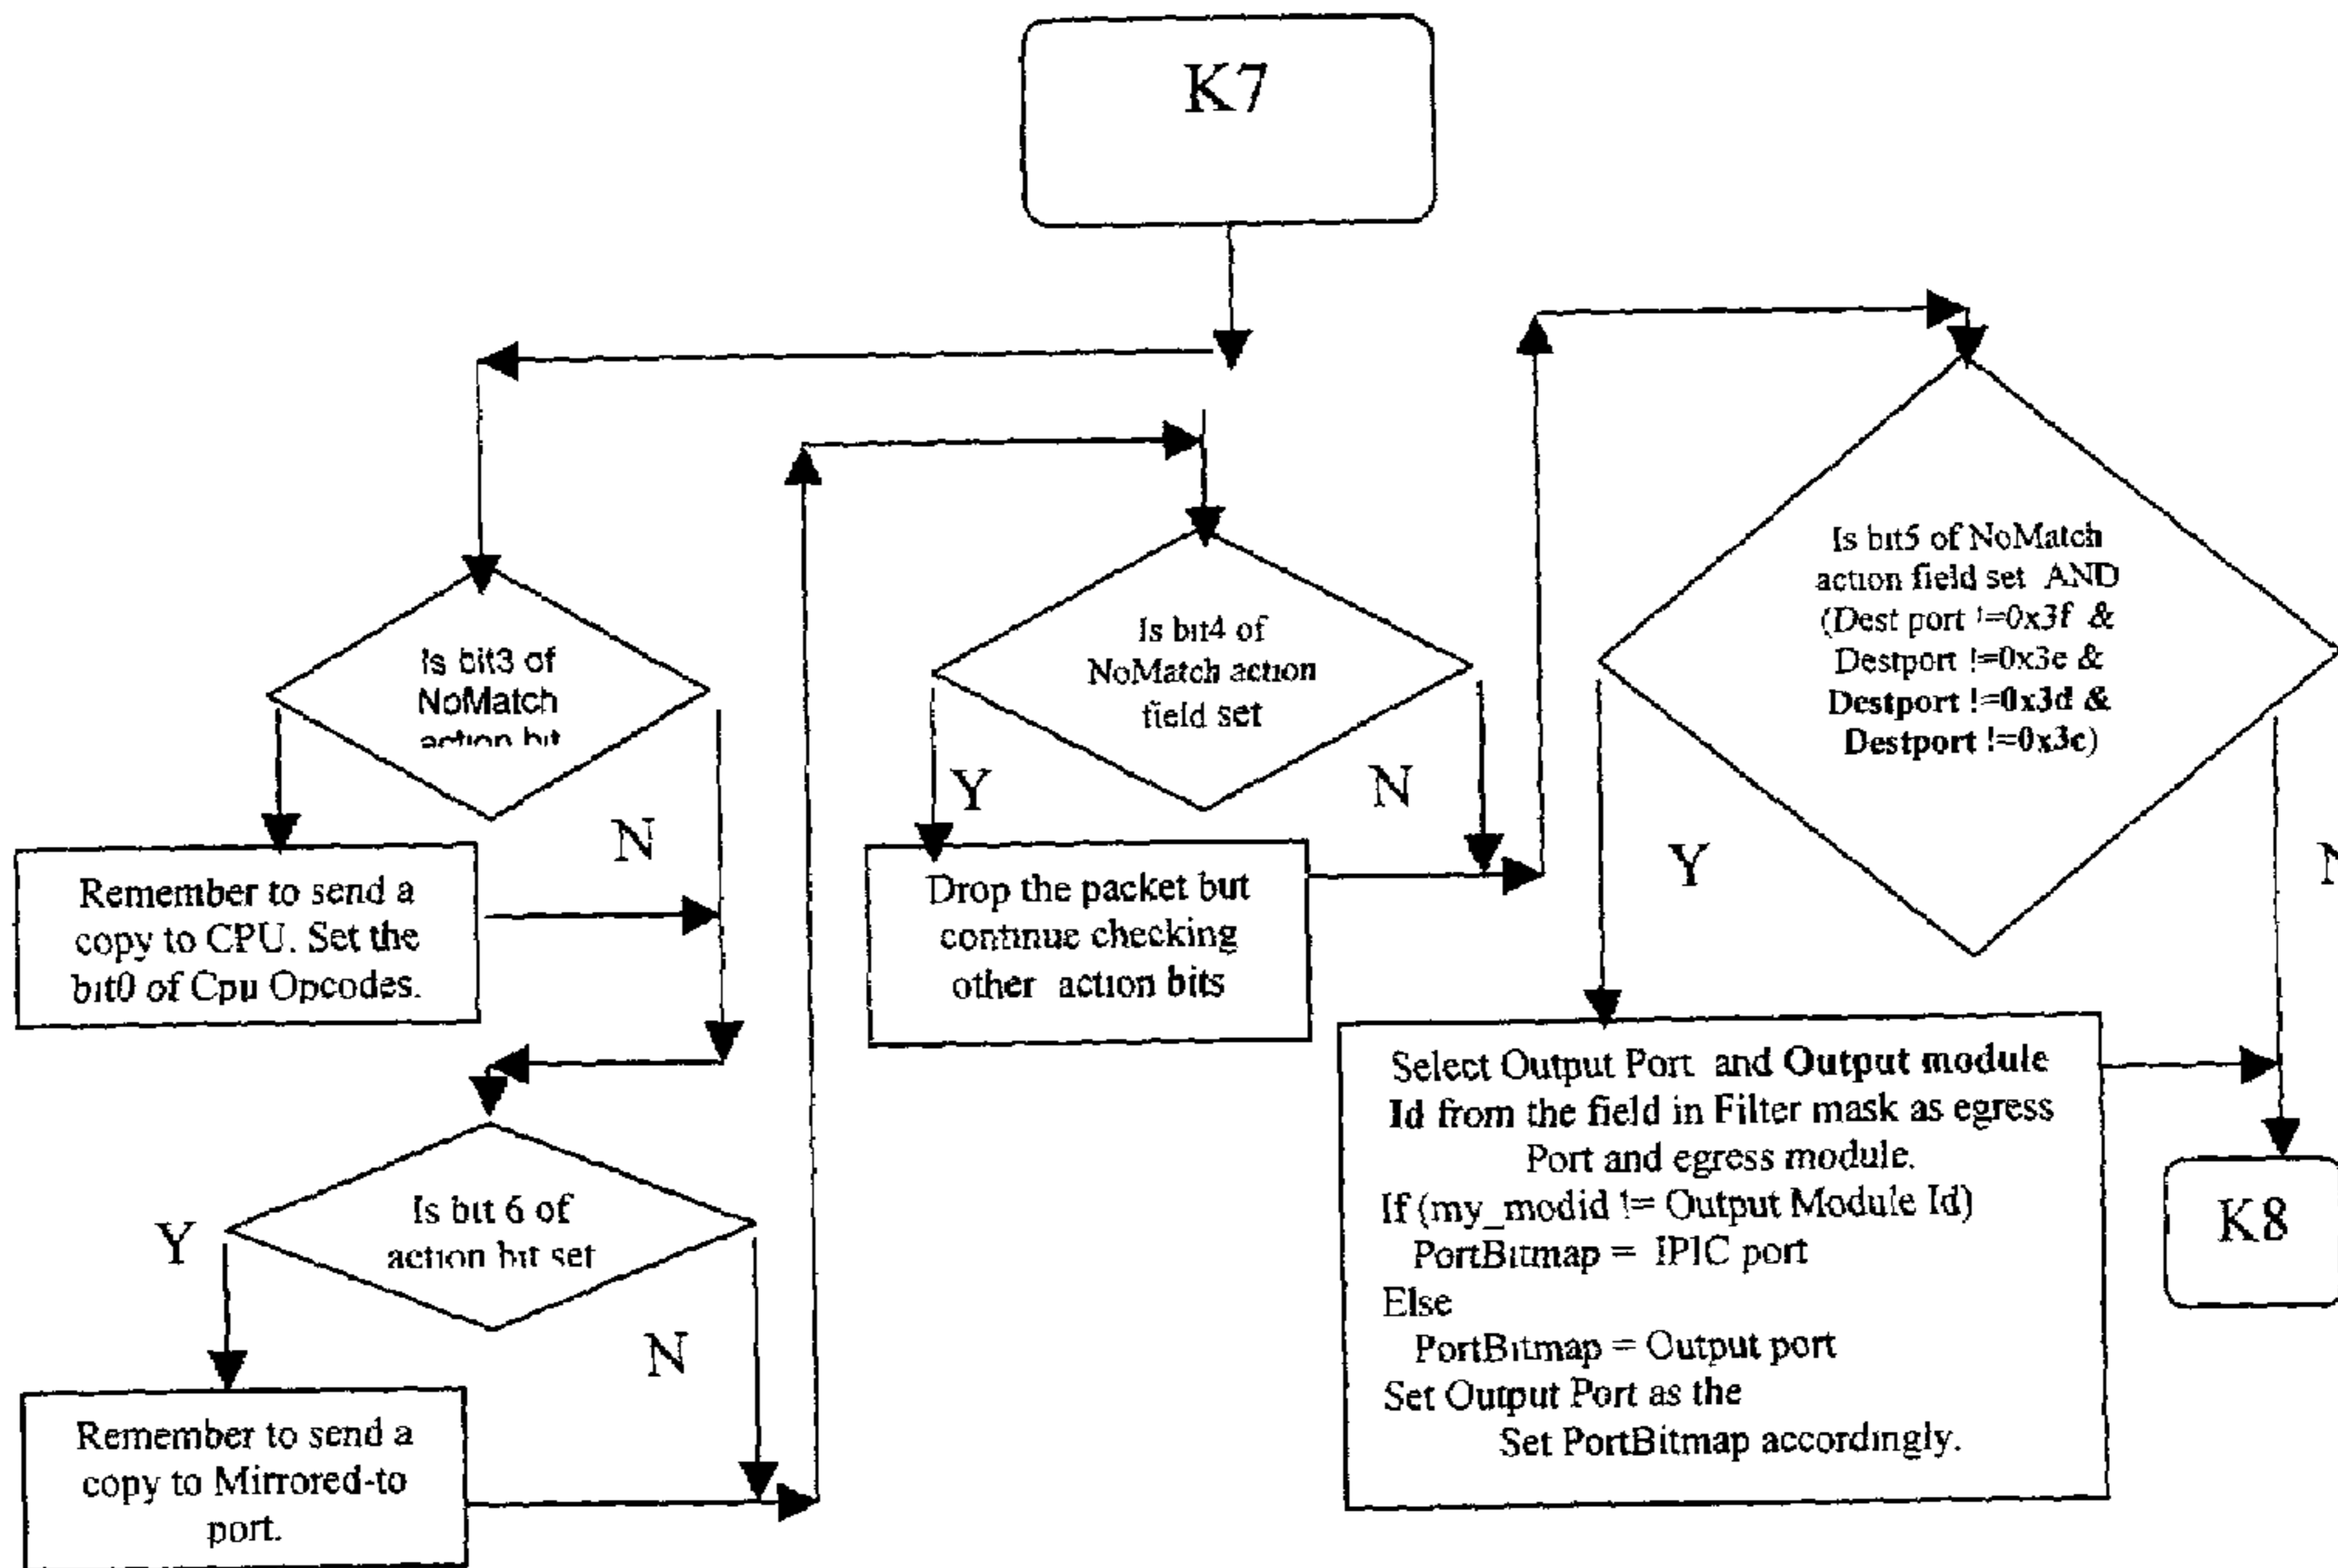 K7
Is bit3 of
NoMatch
action bit
N
Remember to send a
copy to CPU. Set the
bit0 of Cpu Opcodes.
Is bit 6 of
action bit set
Y
N
Remember to send a
copy to Mirrored-to
port.
Is bit4 of
NoMatch action
field set
Y
N
Drop the packet but
continue checking
other action bits
Is bit5 of NoMatch
action field set AND
(Dest port !=0x3f &
Destport !=0x3e &
Destport !=0x3d &
Destport !=0x3c)
Y
N
Select Output Port and Output module
Id from the field in Filter mask as egress
Port and egress module.
If (my_modid != Output Module Id)
PortBitmap = IPIC port
Else
PortBitmap = Output port
Set Output Port as the
Set PortBitmap accordingly.
K8